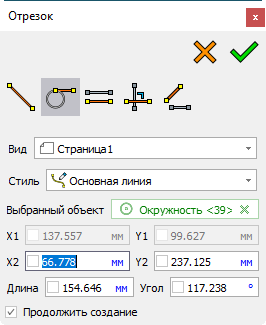 Отрезок
Вид Страница1
Стиль Основная линия
Выбранный объект Окружность <39>
X1 137.557 мм Y1 99.627 мм
X2 66.778 мм Y2 237.125 мм
Длина 154.646 мм Угол 117.238 °
Продолжить создание